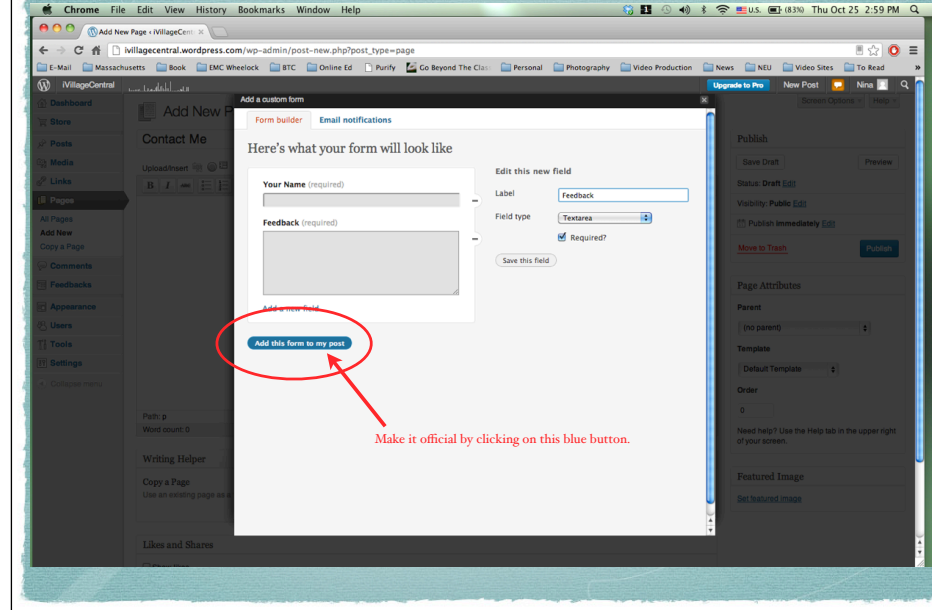 Chrome File Edit View History Bookmarks Window Help
1 U.S. (83%) Thu Oct 25 2:59 PM
Add New Page ‹ iVillageCent
ivillagecentral.wordpress.com/wp-admin/post-new.php?post_type=page
E-Mail Massachusetts Book EMC Wheelock BTC Online Ed Purify Go Beyond The Clas Personal Photography Video Production News NEU Video Sites To Read »
iVillageCentral Upgrade to Pro New Post Nina
Dashboard
Store
Posts
Media
Links
Pages
All Pages
Add New
Copy a Page
Comments
Feedbacks
Appearance
Users
Tools
Settings
Collapse menu
Add New P
Contact Me
Upload/Insert
B I
Path: p
Word count: 0
Writing Helper
Copy a Page
Use an existing page as a
Likes and Shares
Add a custom form
Form builder Email notifications
Here's what your form will look like
Your Name (required)
Feedback (required)
Add a new field
Add this form to my post
Edit this new field
Label Feedback
Field type Textarea
Required?
Save this field
Make it official by clicking on this blue button.
Screen Options Help
Publish
Save Draft Preview
Status: Draft Edit
Visibility: Public Edit
Publish immediately Edit
Move to Trash Publish
Page Attributes
Parent
(no parent)
Template
Default Template
Order
0
Need help? Use the Help tab in the upper right
of your screen.
Featured Image
Set featured image